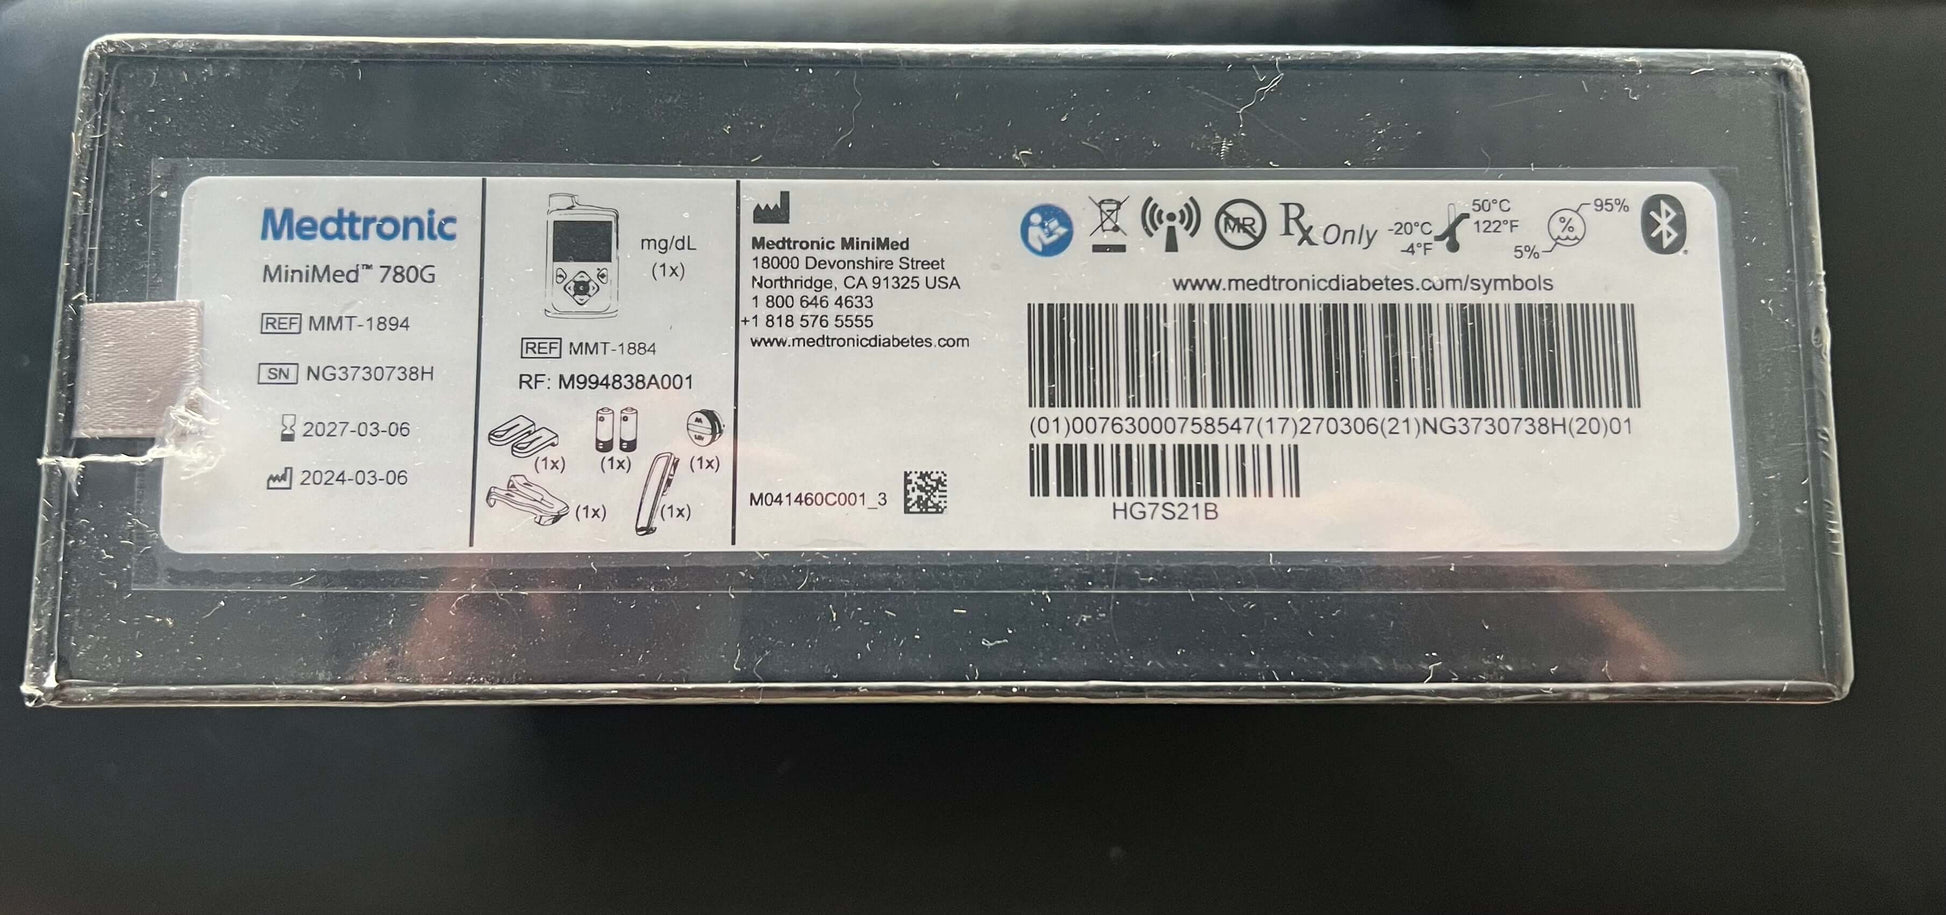 Medtronic
MiniMed™ 780G
REF MMT-1894
SN NG3730738H
2027-03-06
2024-03-06
mg/dL
(1x)
REF MMT-1884
RF: M994838A001
(1x) (1x) (1x)
(1x) (1x)
Medtronic MiniMed
18000 Devonshire Street
Northridge, CA 91325 USA
1 800 646 4633
+1 818 576 5555
www.medtronicdiabetes.com
M041460C001_3
MR
Rx Only
-20°C
-4°F
50°C
122°F
5%
%
95%
www.medtronicdiabetes.com/symbols
(01)00763000758547(17)270306(21)NG3730738H(20)01
HG7S21B